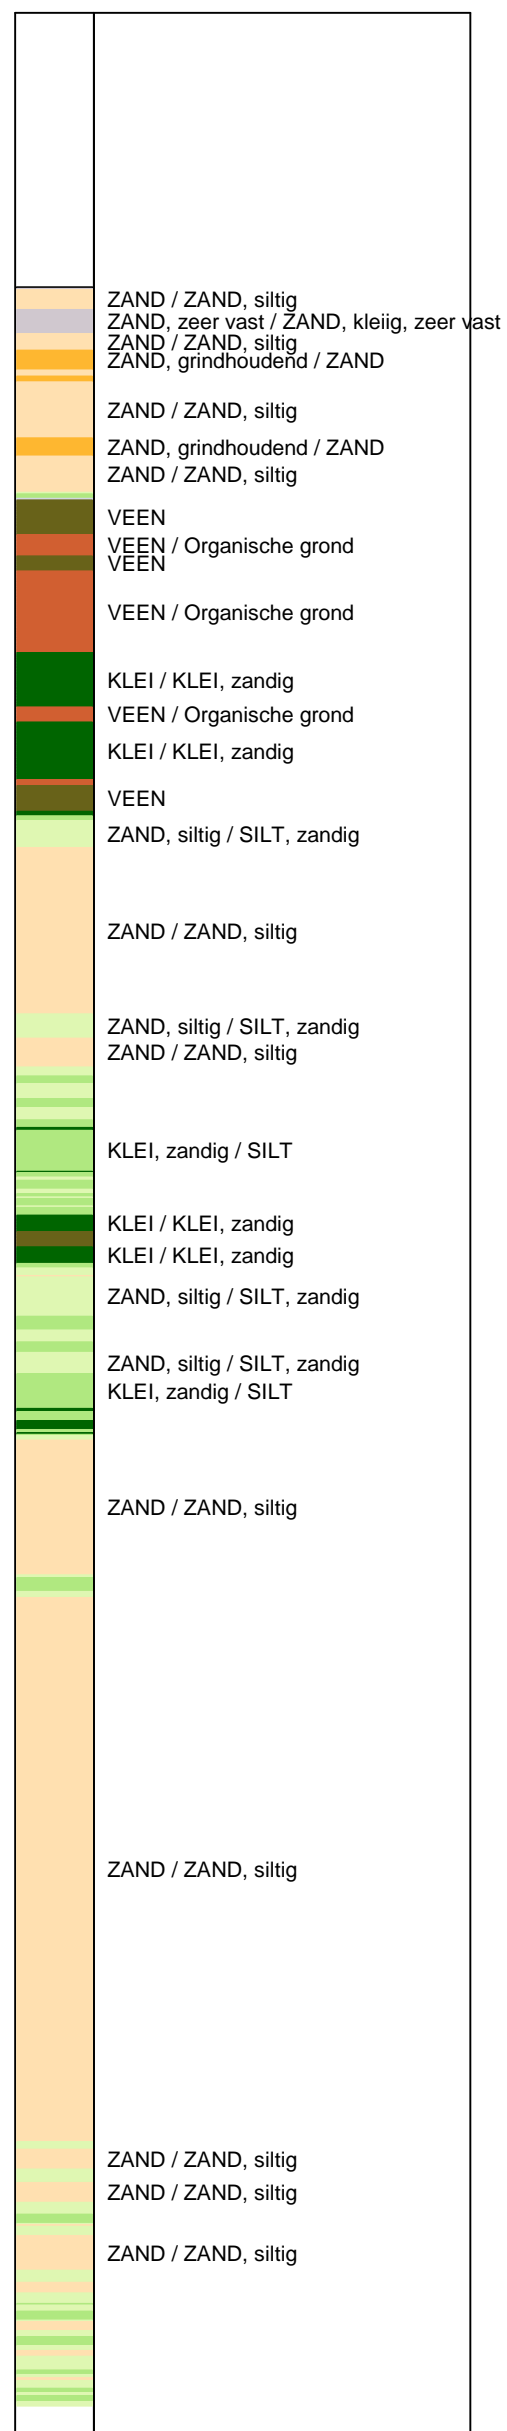 ZAND / ZAND, siltig
ZAND, zeer vast / ZAND, kleiig, zeer vast
ZAND / ZAND, siltig
ZAND, grindhoudend / ZAND
ZAND / ZAND, siltig
ZAND, grindhoudend / ZAND
ZAND / ZAND, siltig
VEEN
VEEN / Organische grond
VEEN
VEEN / Organische grond
KLEI / KLEI, zandig
VEEN / Organische grond
KLEI / KLEI, zandig
VEEN
ZAND, siltig / SILT, zandig
ZAND / ZAND, siltig
ZAND, siltig / SILT, zandig
ZAND / ZAND, siltig
KLEI, zandig / SILT
KLEI / KLEI, zandig
KLEI / KLEI, zandig
ZAND, siltig / SILT, zandig
ZAND, siltig / SILT, zandig
KLEI, zandig / SILT
ZAND / ZAND, siltig
ZAND / ZAND, siltig
ZAND / ZAND, siltig
ZAND / ZAND, siltig
ZAND / ZAND, siltig